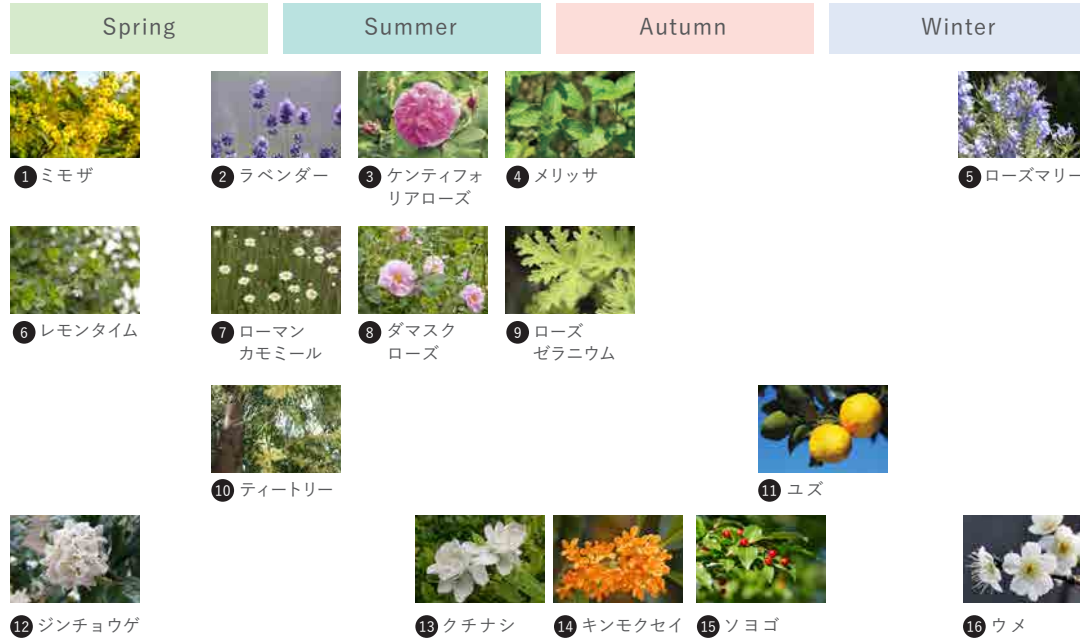 Spring
Summer
Autumn
Winter
1 ミモザ
2 ラベンダー
3 ケンティフォ
リアローズ
4 メリッサ
5 ローズマリー
6 レモンタイム
7 ローマン
カモミール
8 ダマスク
ローズ
9 ローズ
ゼラニウム
10 ティートリー
11 ユズ
12 ジンチョウゲ
13 クチナシ
14 キンモクセイ
15 ソヨゴ
16 ウメ